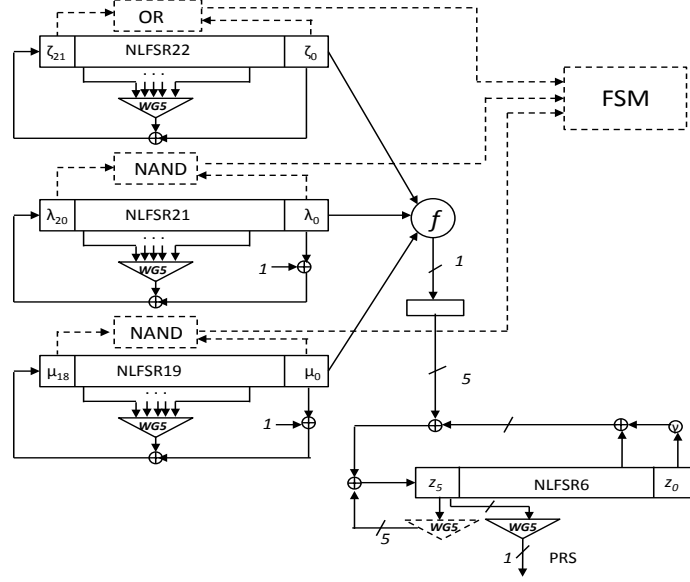 OR
ζ21 NLFSR22 ζ0
. . .
WG5
FSM
NAND
λ20 NLFSR21 λ0
. . .
WG5
1
f
1
NAND
μ18 NLFSR19 μ0
. . .
WG5
1
5
γ
z5 NLFSR6 z0
WG5
WG5
5
1
PRS